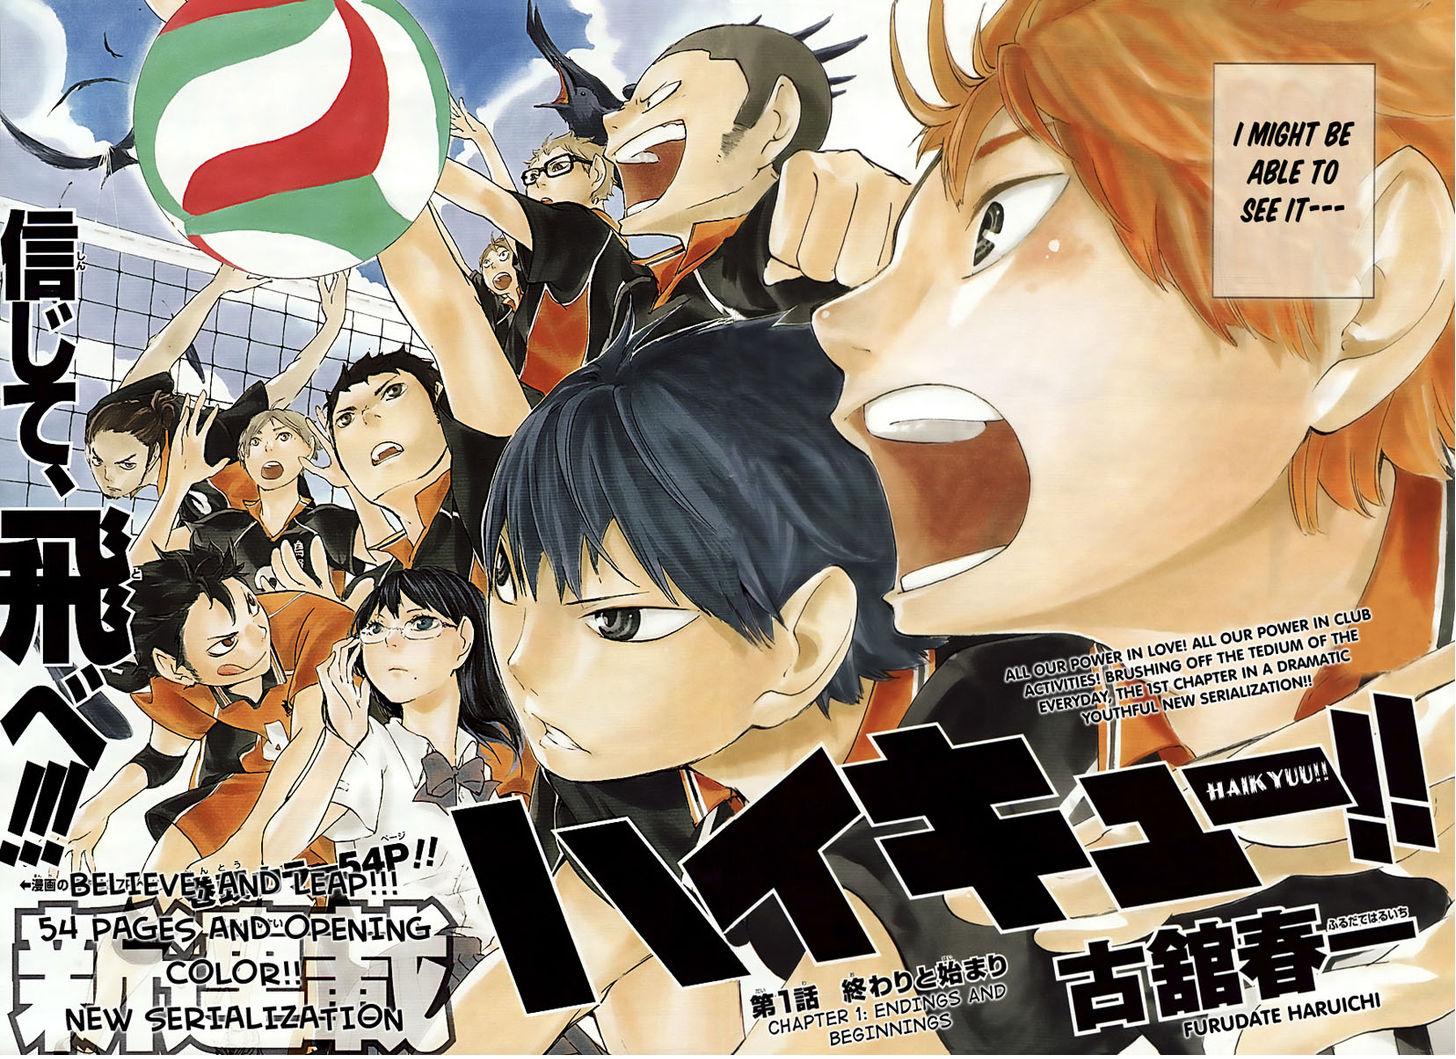 I MIGHT BE
ABLE TO
SEE IT---
信じて、
飛べ!!!
ALL OUR POWER IN LOVE! ALL OUR POWER IN CLUB
ACTIVITIES! BRUSHING OFF THE TEDIUM OF THE
EVERYDAY, THE 1ST CHAPTER IN A DRAMATIC
YOUTHFUL NEW SERIALIZATION!!
ハイキュー!!
HAIKYUU!!
54P!!
BELIEVE, AND LEAP!!!
54 PAGES AND OPENING
COLOR!!
NEW SERIALIZATION
第1話 終わりと始まり
CHAPTER 1: ENDINGS AND
BEGINNINGS
古舘春一
ふるだてはるいち
FURUDATE HARUICHI